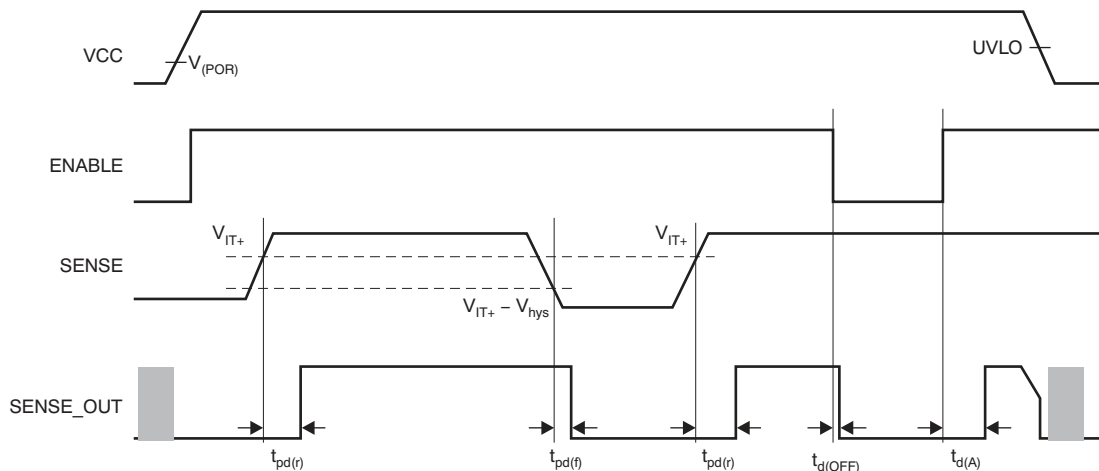 VCC
V(POR)
UVLO
ENABLE
SENSE
VIT+
VIT+
VIT+ − Vhys
SENSE_OUT
tpd(r)
tpd(f)
tpd(r)
td(OFF)
td(A)